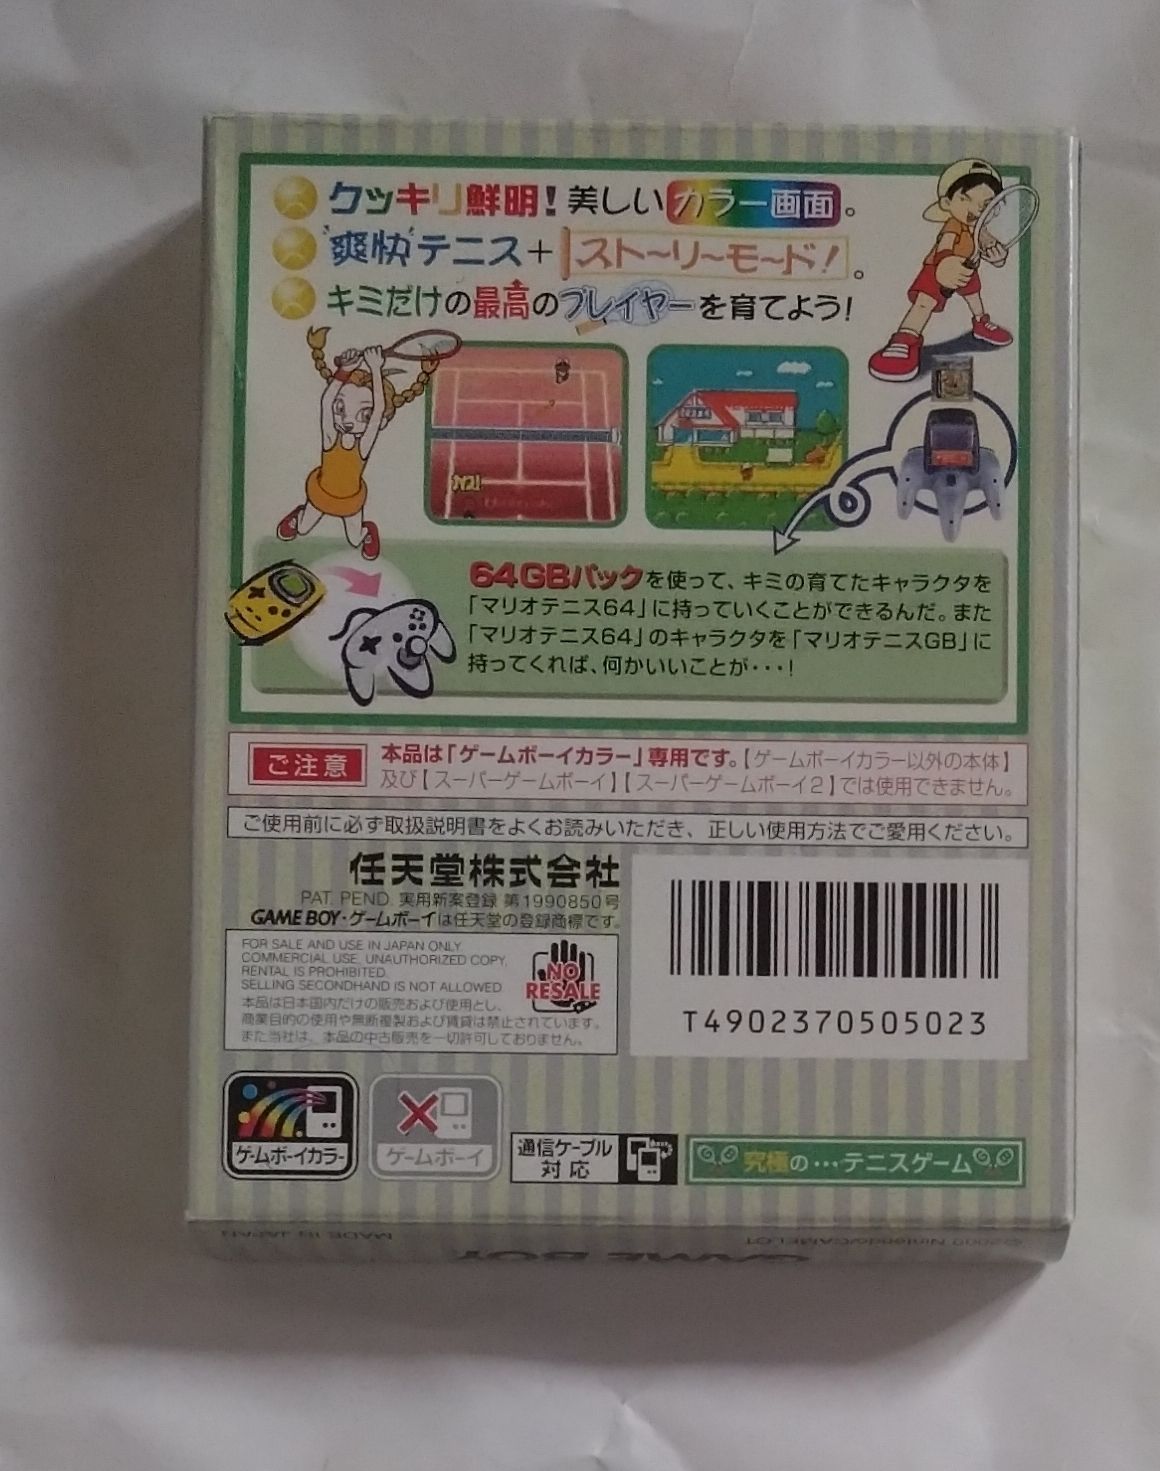 クッキリ鮮明!美しいカラー画面。
"爽快"テニス+スト〜リ〜モ〜ド!。
キミだけの最高のプレイヤーを育てよう!
ナイス!
64GBパックを使って、キミの育てたキャラクタを
「マリオテニス64」に持っていくことができるんだ。また
「マリオテニス64」のキャラクタを「マリオテニスGB」に
持ってくれば、何かいいことが・・・!
ご注意
本品は「ゲームボーイカラー」専用です。【ゲームボーイカラー以外の本体】
及び【スーパーゲームボーイ】【スーパーゲームボーイ2】では使用できません。
ご使用前に必ず取扱説明書をよくお読みいただき、正しい使用方法でご愛用ください。
任天堂株式会社
PAT. PEND. 実用新案登録 第1990850号
GAME BOY・ゲームボーイは任天堂の登録商標です。
FOR SALE AND USE IN JAPAN ONLY
COMMERCIAL USE, UNAUTHORIZED COPY,
RENTAL IS PROHIBITED.
SELLING SECONDHAND IS NOT ALLOWED
本品は日本国内だけの販売および使用とし、
商業目的の使用や無断複製および賃貸は禁止されています。
また当社は、本品の中古販売を一切許可しておりません。
NO
RESALE
T4902370505023
ゲームボーイカラー
ゲームボーイ
通信ケーブル
対応
究極の…テニスゲーム
MADE IN JAPAN
GAME BOY
©2000 Nintendo/CAMELOT